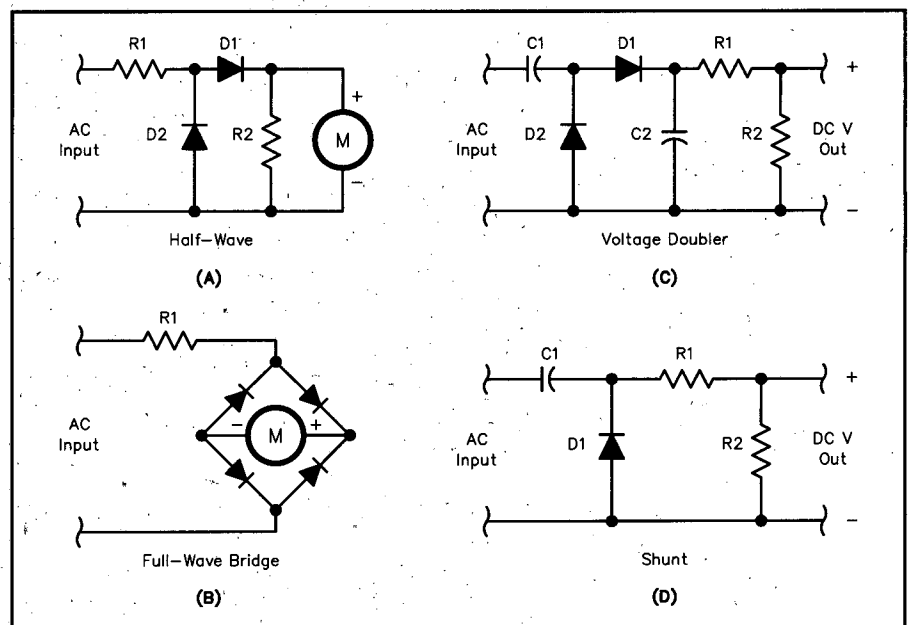 R1
D1
AC
Input
D2
R2
+
M
−
Half−Wave
(A)
C1
D1
R1
+
AC
Input
D2
C2
R2
DC V
Out
−
Voltage Doubler
(C)
R1
AC
Input
−
M
+
Full−Wave Bridge
(B)
C1
R1
+
AC
Input
D1
R2
DC V
Out
−
Shunt
(D)